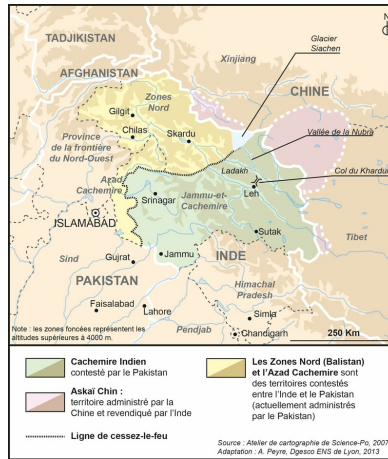 N
TADJIKISTAN
Xinjiang
Glacier
Siachen
AFGHANISTAN
CHINE
Zones
Nord
Gilgit
Chilas
Skardu
Vallée de la Nubra
Province
de la frontière
du Nord-Ouest
Ladakh
Col du Khardung
Azad
Cachemire
Srinagar
Jammu-et-
Cachemire
Leh
ISLAMABAD
Sutak
Tibet
Sind
Gujrat
Jammu
INDE
PAKISTAN
Himachal
Pradesh
Faisalabad
Lahore
Simla
Pendjab
Chandigarh
250 Km
Note : les zones foncées représentent les
altitudes supérieures à 4000 m.
Cachemire Indien
contesté par le Pakistan
Askaï Chin :
territoire administré par la
Chine et revendiqué par l'Inde
Ligne de cessez-le-feu
Les Zones Nord (Balistan)
et l'Azad Cachemire sont
des territoires contestés
entre l'Inde et le Pakistan
(actuellement administrés
par le Pakistan)
Source : Atelier de cartographie de Science-Po, 2007
Adaptation : A. Peyre, Dgesco ENS de Lyon, 2013